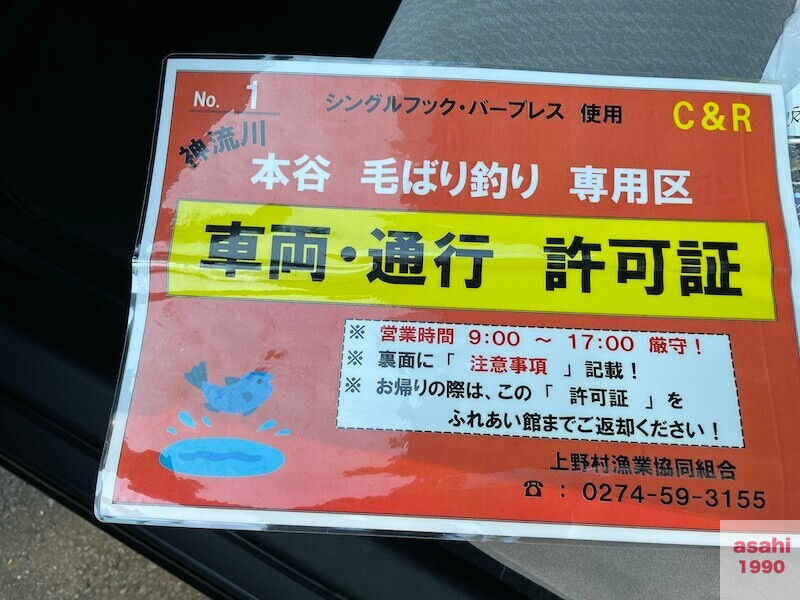 No. 1
シングルフック・バーブレス 使用
C&R
神流川
本谷 毛ばり釣り 専用区
車両・通行 許可証
※ 営業時間 9:00 ～ 17:00 厳守！
※ 裏面に「 注意事項 」記載！
※ お帰りの際は、この「 許可証 」を
ふれあい館までご返却ください！
上野村漁業協同組合
☎ : 0274-59-3155
asahi
1990